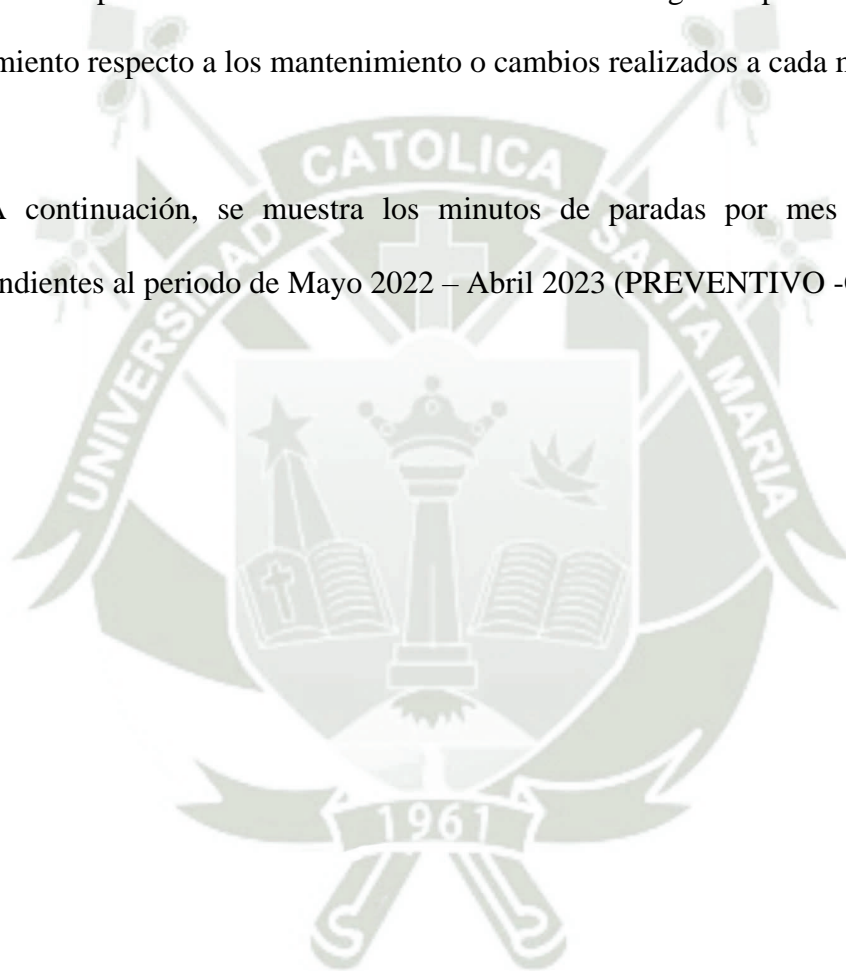 miento respecto a los mantenimiento o cambios realizados a cada
continuación, se muestra los minutos de paradas por mes
ndientes al periodo de Mayo 2022 – Abril 2023 (PREVENTIVO -
UNIVERSIDAD CATOLICA SANTA MARIA
1961